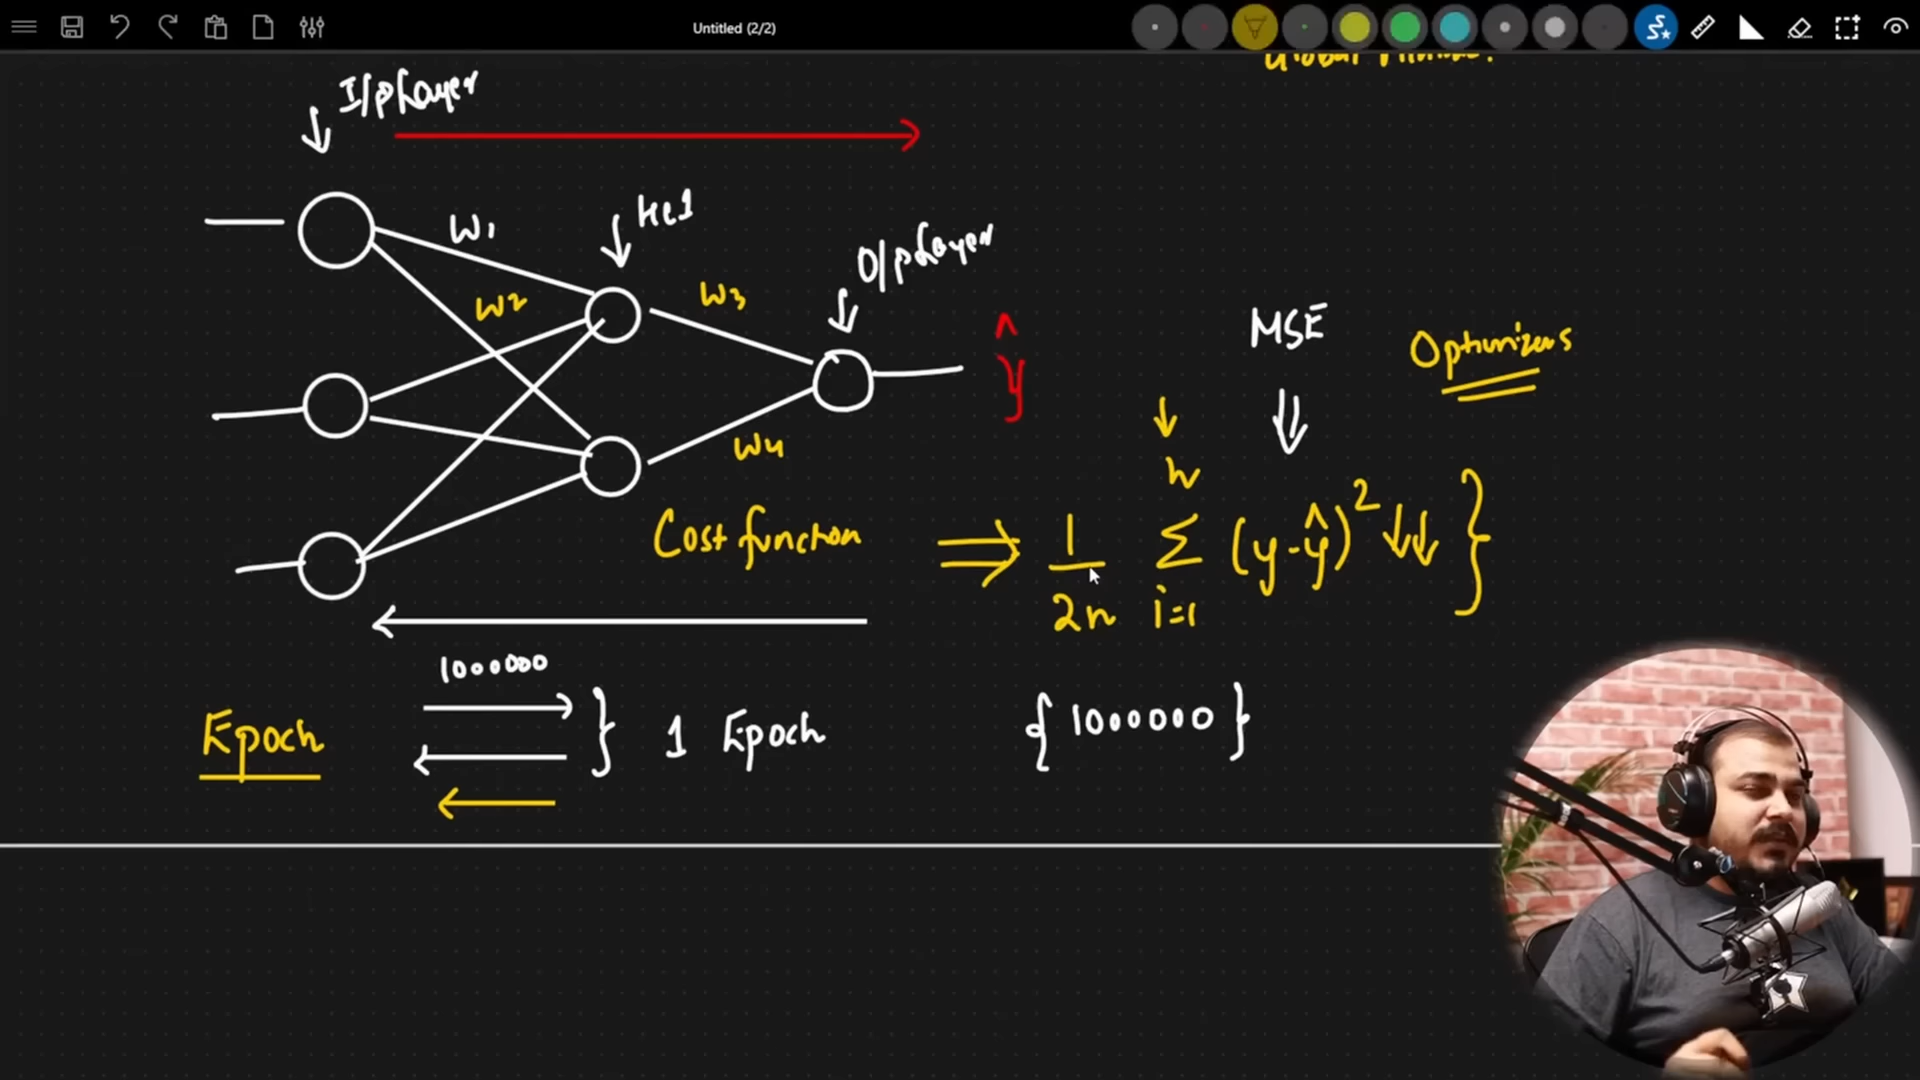 Untitled (2/2)
I/p Layer
HL1
O/p Layer
W1
W2
W3
W4
ŷ
MSE
Optimizers
Cost function ⇒ 1/2n n Σ i=1 (y-ŷ)² ↓↓ }
1000000
Epoch } 1 Epoch { 1000000 }